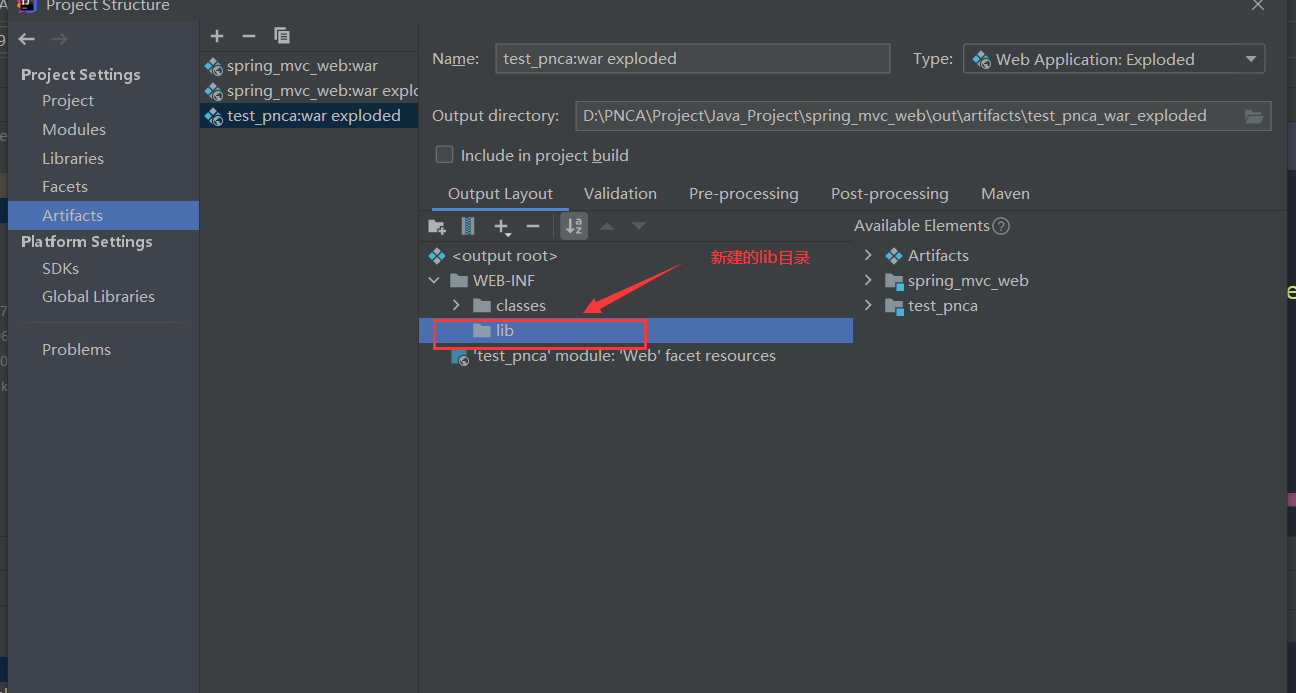 Project Structure
Project Settings
Project
Modules
Libraries
Facets
Artifacts
Platform Settings
SDKs
Global Libraries
Problems
spring_mvc_web:war
spring_mvc_web:war explo
test_pnca:war exploded
Name: test_pnca:war exploded
Type: Web Application: Exploded
Output directory: D:\PNCA\Project\Java_Project\spring_mvc_web\out\artifacts\test_pnca_war_exploded
Include in project build
Output Layout Validation Pre-processing Post-processing Maven
<output root>
WEB-INF
classes
lib
'test_pnca' module: 'Web' facet resources
新建的lib目录
Available Elements
Artifacts
spring_mvc_web
test_pnca